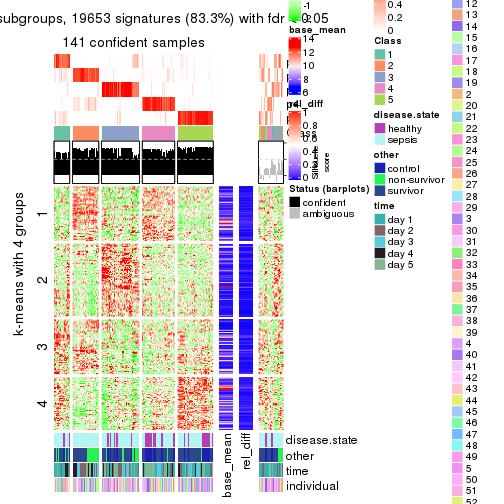 subgroups, 19653 signatures (83.3%) with fdr < 0.05
141 confident samples
k-means with 4 groups
1
2
3
4
base_mean
rel_diff
disease.state
other
time
individual
-1
base_mean
14
12
10
8
6
rel_diff
1
0.8
0.6
0.4
0.2
0
Silhouette
score
Status (barplots)
confident
ambiguous
0.4
0.2
0
Class
1
2
3
4
5
disease.state
healthy
sepsis
other
control
non-survivor
survivor
time
day 1
day 2
day 3
day 4
day 5
12
13
14
15
16
17
18
19
2
20
21
22
23
24
25
26
27
28
29
3
30
31
32
33
34
35
36
37
38
39
4
40
41
42
43
44
45
46
47
48
49
5
50
51
52